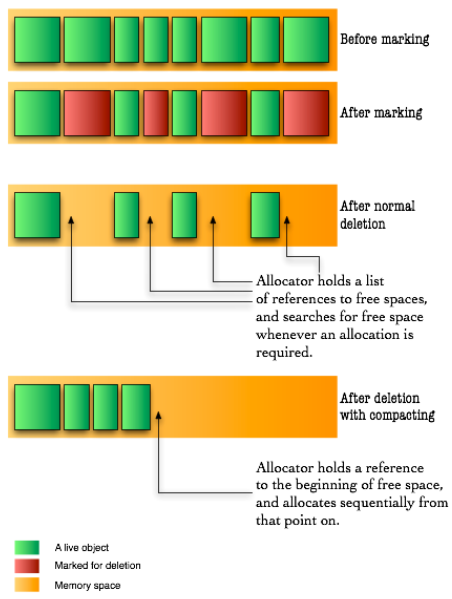 Before marking
After marking
After normal
deletion
Allocator holds a list
of references to free spaces,
and searches for free space
whenever an allocation is
required.
After deletion
with compacting
Allocator holds a reference
to the beginning of free space,
and allocates sequentially from
that point on.
A live object
Marked for deletion
Memory space